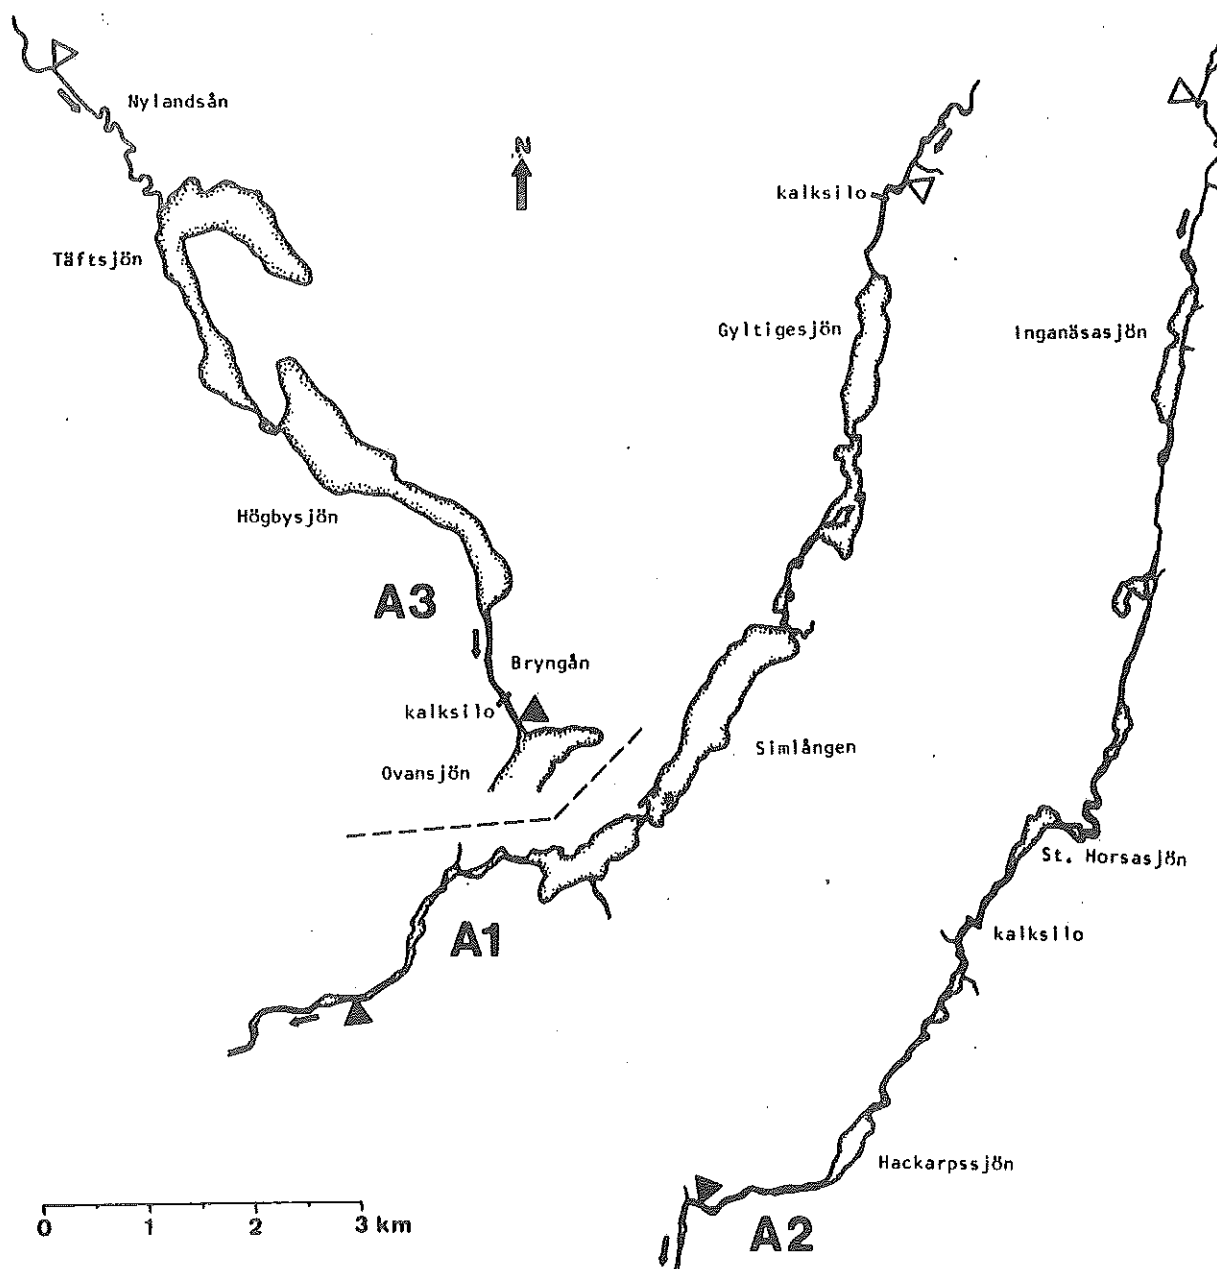 N
Nylandsån
kalksilo
Täftsjön
Gyltigesjön
Inganäsasjön
Högbysjön
A3
Bryngån
kalksilo
Simlången
Ovansjön
St. Horsasjön
A1
kalksilo
Hackarpssjön
0 1 2 3 km
A2